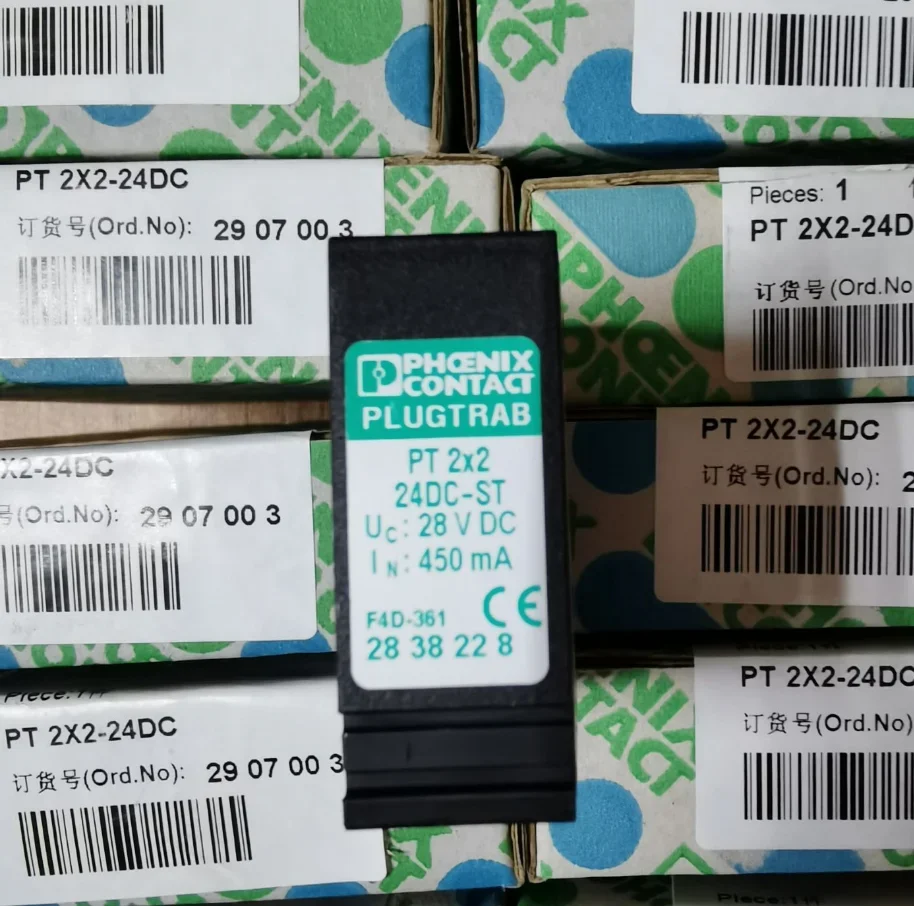 PT 2X2-24DC
订货号(Ord.No): 29 07 00 3
Pieces: 1
PT 2X2-24D
订货号(Ord.No
PHŒNIX
CONTACT
PLUGTRAB
PT 2x2
24DC-ST
UC: 28 V DC
IN: 450 mA
F4D-361
CE
28 38 22 8
X2-24DC
号(Ord.No): 29 07 00 3
PT 2X2-24DC
订货号(Ord.No): 2
PT 2X2-24DC
订货号(Ord.No): 29 07 00 3
PT 2X2-24DC
订货号(Ord.No)